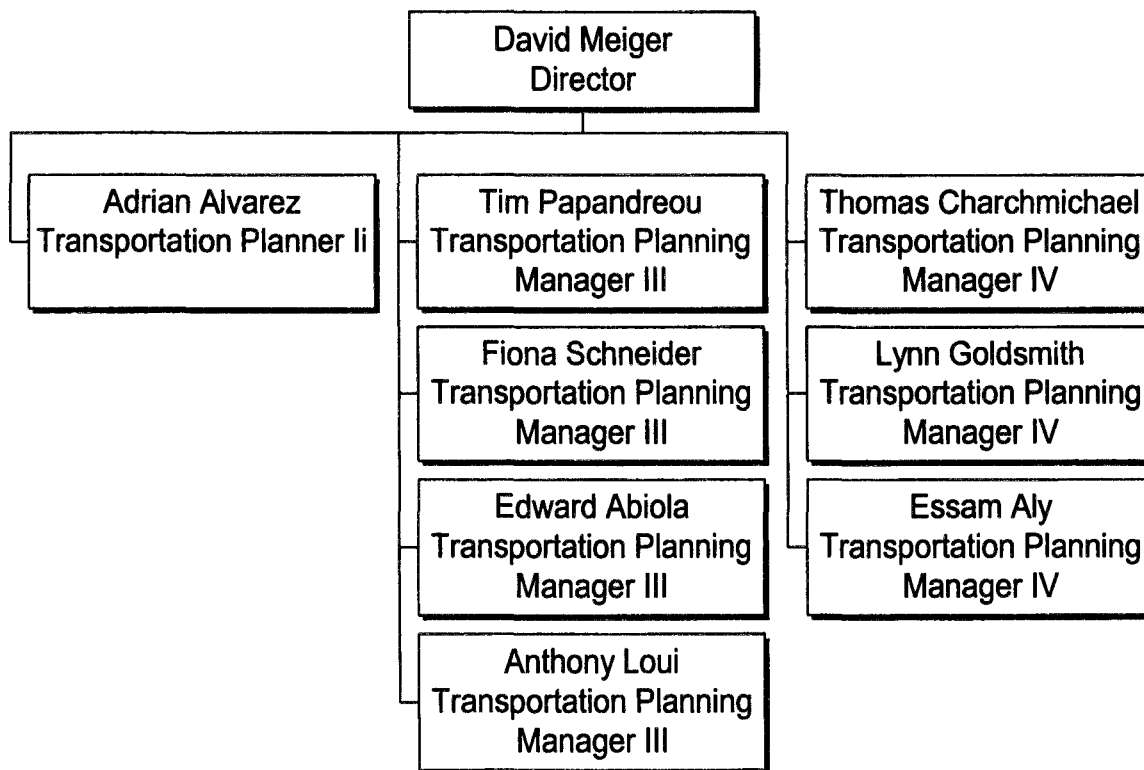 David Meiger
Director
Adrian Alvarez
Transportation Planner Ii
Tim Papandreou
Transportation Planning
Manager III
Fiona Schneider
Transportation Planning
Manager III
Edward Abiola
Transportation Planning
Manager III
Anthony Loui
Transportation Planning
Manager III
Thomas Charchmichael
Transportation Planning
Manager IV
Lynn Goldsmith
Transportation Planning
Manager IV
Essam Aly
Transportation Planning
Manager IV